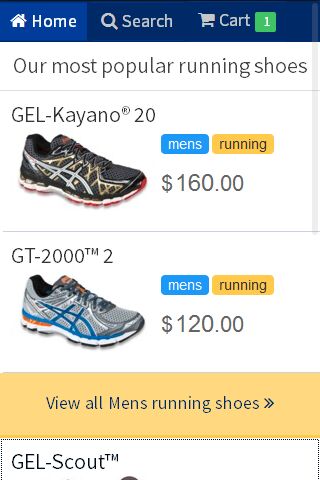 Home Search Cart 1
Our most popular running shoes
GEL-Kayano® 20
mens running
$160.00
GT-2000™ 2
mens running
$120.00
View all Mens running shoes »
GEL-Scout™